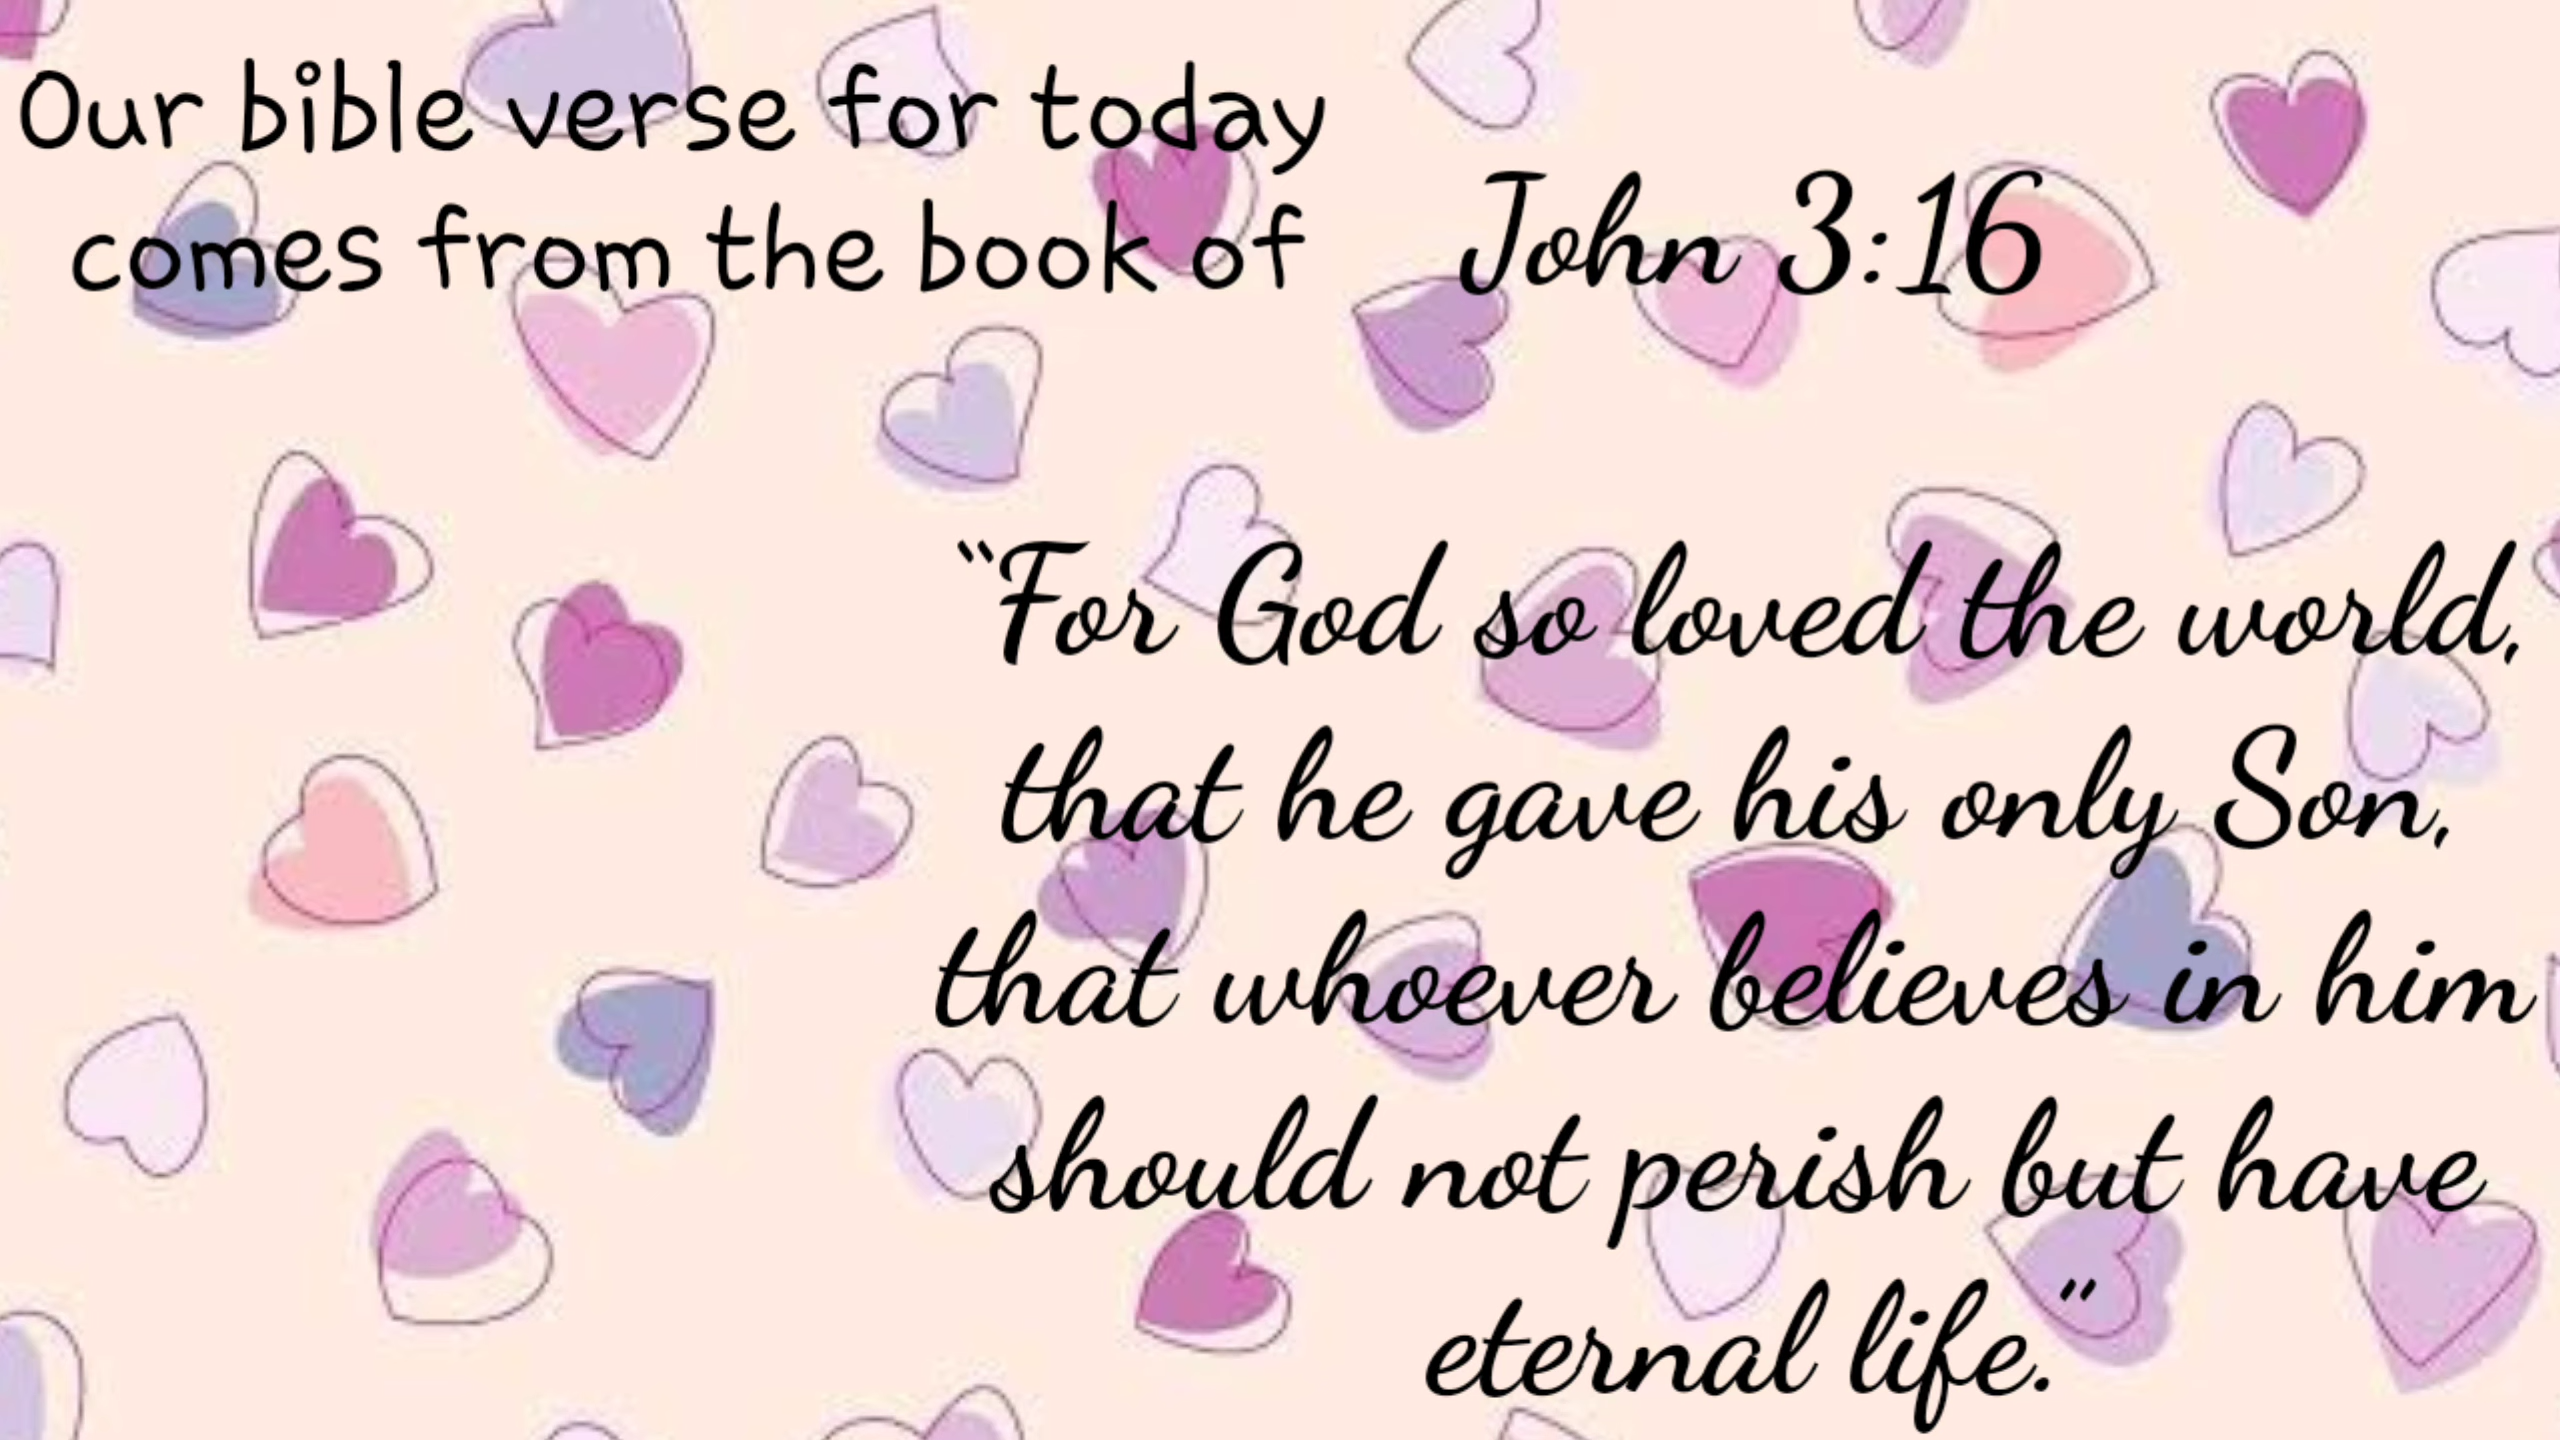 Our bible verse for today
comes from the book of
John 3:16
“For God so loved the world,
that he gave his only Son,
that whoever believes in him
should not perish but have
eternal life.”